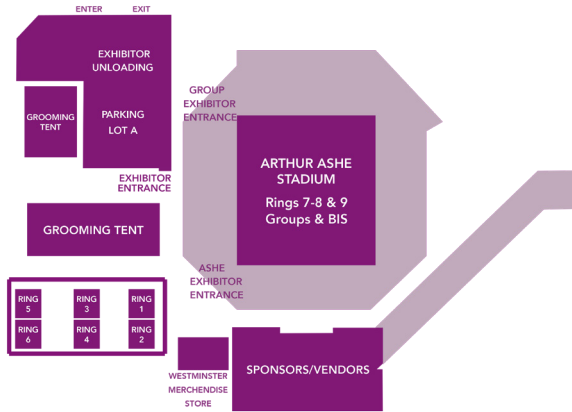 ENTER EXIT
EXHIBITOR
UNLOADING
PARKING
LOT A
GROOMING
TENT
EXHIBITOR
ENTRANCE
GROUP
EXHIBITOR
ENTRANCE
ARTHUR ASHE
STADIUM
Rings 7-8 & 9
Groups & BIS
GROOMING TENT
ASHE
EXHIBITOR
ENTRANCE
RING
5
RING
3
RING
1
RING
6
RING
4
RING
2
WESTMINSTER
MERCHENDISE
STORE
SPONSORS/VENDORS